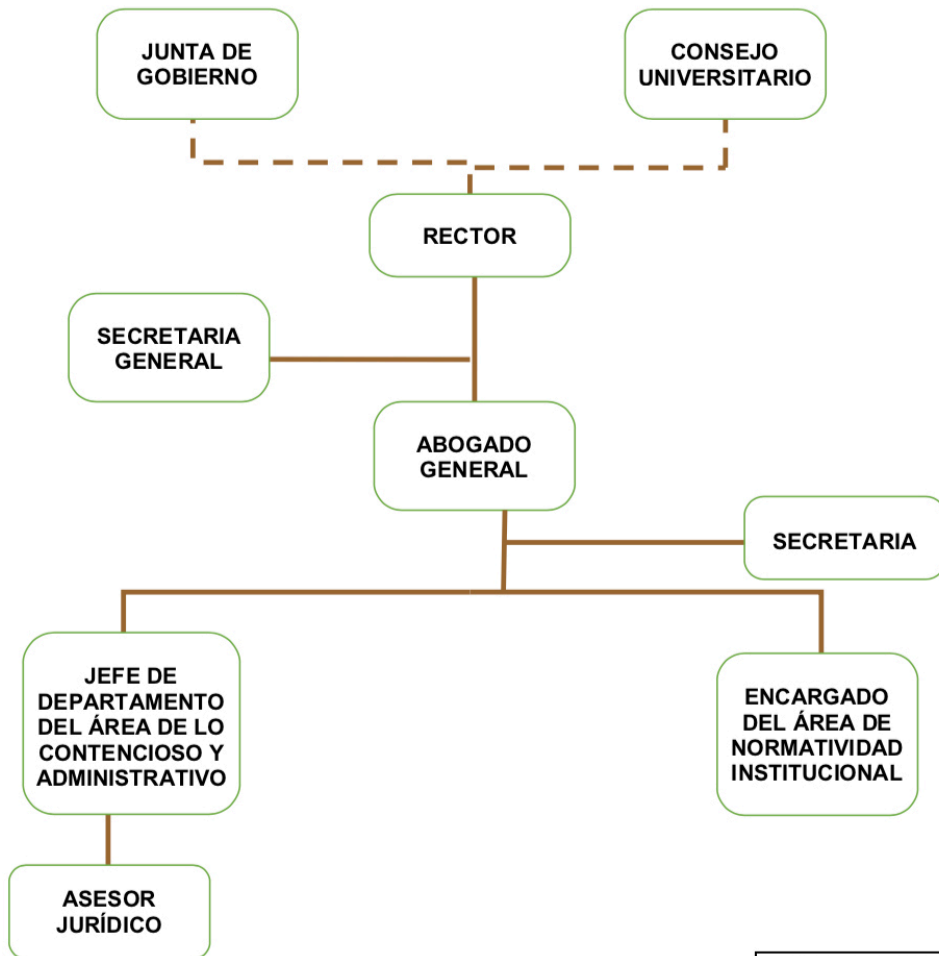 JUNTA DE
GOBIERNO
CONSEJO
UNIVERSITARIO
RECTOR
SECRETARIA
GENERAL
ABOGADO
GENERAL
SECRETARIA
JEFE DE
DEPARTAMENTO
DEL ÁREA DE LO
CONTENCIOSO Y
ADMINISTRATIVO
ENCARGADO
DEL ÁREA DE
NORMATIVIDAD
INSTITUCIONAL
ASESOR
JURÍDICO